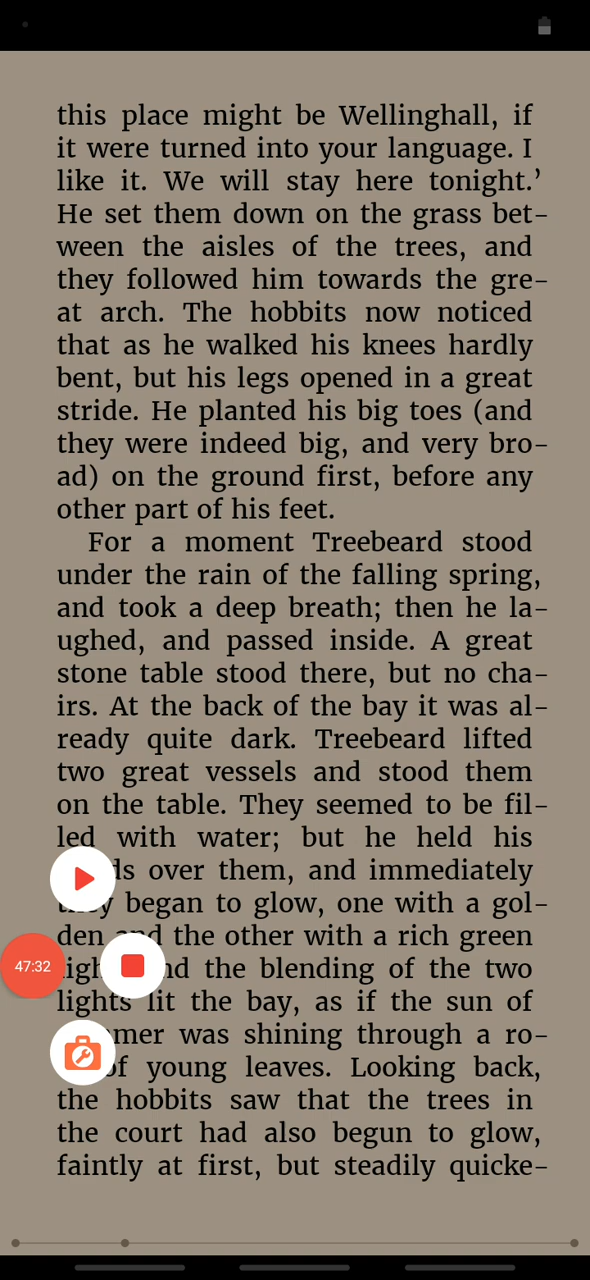 this place might be Wellinghall, if
it were turned into your language. I
like it. We will stay here tonight.’
He set them down on the grass bet-
ween the aisles of the trees, and
they followed him towards the gre-
at arch. The hobbits now noticed
that as he walked his knees hardly
bent, but his legs opened in a great
stride. He planted his big toes (and
they were indeed big, and very bro-
ad) on the ground first, before any
other part of his feet.
For a moment Treebeard stood
under the rain of the falling spring,
and took a deep breath; then he la-
ughed, and passed inside. A great
stone table stood there, but no cha-
irs. At the back of the bay it was al-
ready quite dark. Treebeard lifted
two great vessels and stood them
on the table. They seemed to be fil-
led with water; but he held his
over them, and immediately
they began to glow, one with a gol-
den and the other with a rich green
the blending of the two
47:32
lights lit the bay, as if the sun of
was shining through a ro-
of young leaves. Looking back,
the hobbits saw that the trees in
the court had also begun to glow,
faintly at first, but steadily quicke-